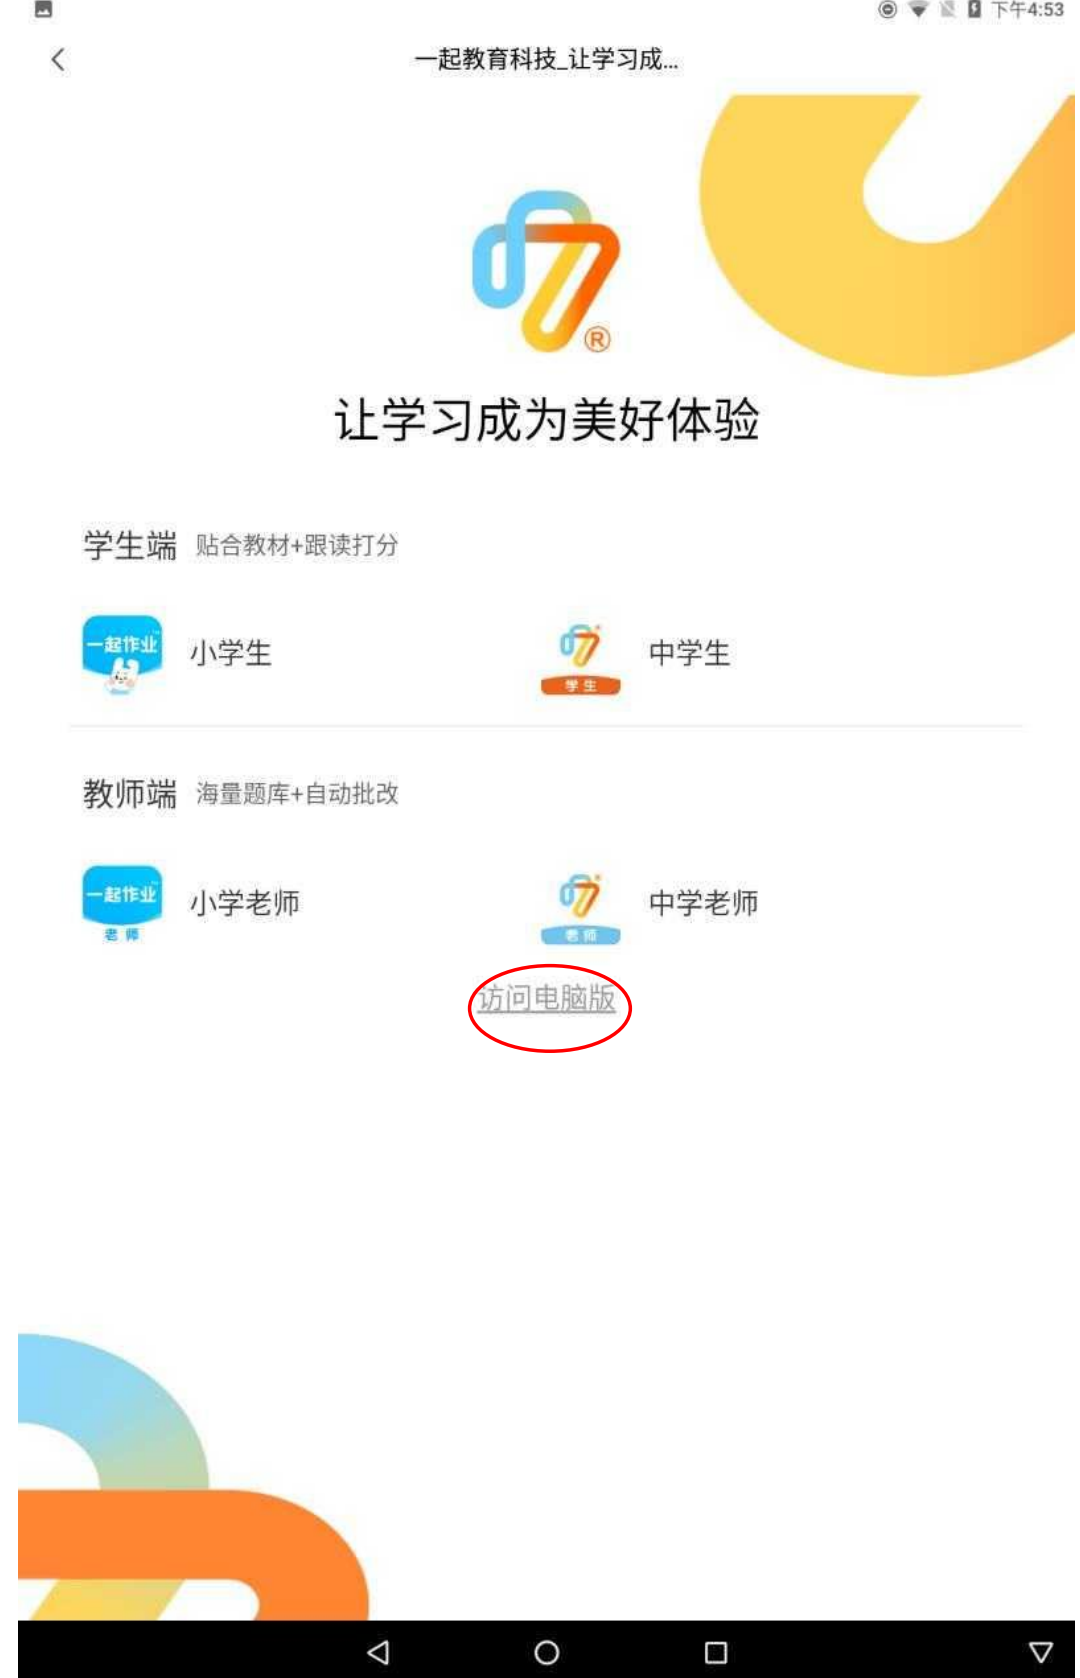 下午4:53
一起教育科技_让学习成...
17®
让学习成为美好体验
学生端 贴合教材+跟读打分
一起作业 小学生 学生 中学生
教师端 海量题库+自动批改
一起作业 老师 小学老师 老师 中学老师
访问电脑版